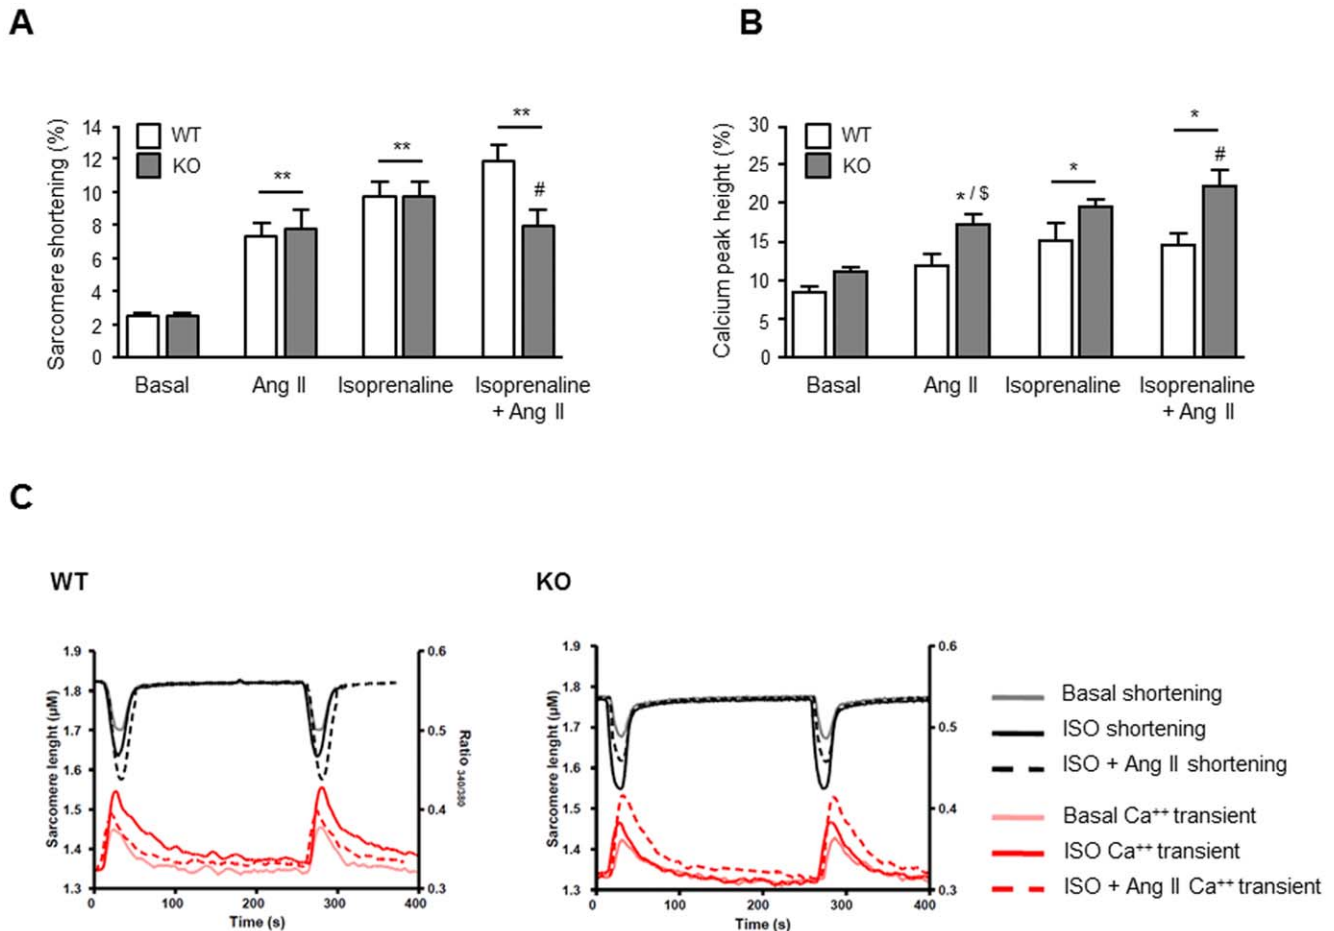 A
B
Sarcomere shortening (%)
14
12
10
8
6
4
2
0
WT
KO
**
**
**
#
Basal
Ang II
Isoprenaline
Isoprenaline
+ Ang II
Calcium peak height (%)
30
25
20
15
10
5
0
WT
KO
* / $
*
*
#
Basal
Ang II
Isoprenaline
Isoprenaline
+ Ang II
C
WT
Sarcomere lenght (µM)
1.9
1.8
1.7
1.6
1.5
1.4
1.3
0
100
200
300
400
Time (s)
0.6
0.5
0.4
0.3
Ratio 340/380
KO
Sarcomere lenght (µM)
1.9
1.8
1.7
1.6
1.5
1.4
1.3
0
100
200
300
400
Time (s)
0.6
0.5
0.4
0.3
Basal shortening
ISO shortening
ISO + Ang II shortening
Basal Ca⁺⁺ transient
ISO Ca⁺⁺ transient
ISO + Ang II Ca⁺⁺ transient